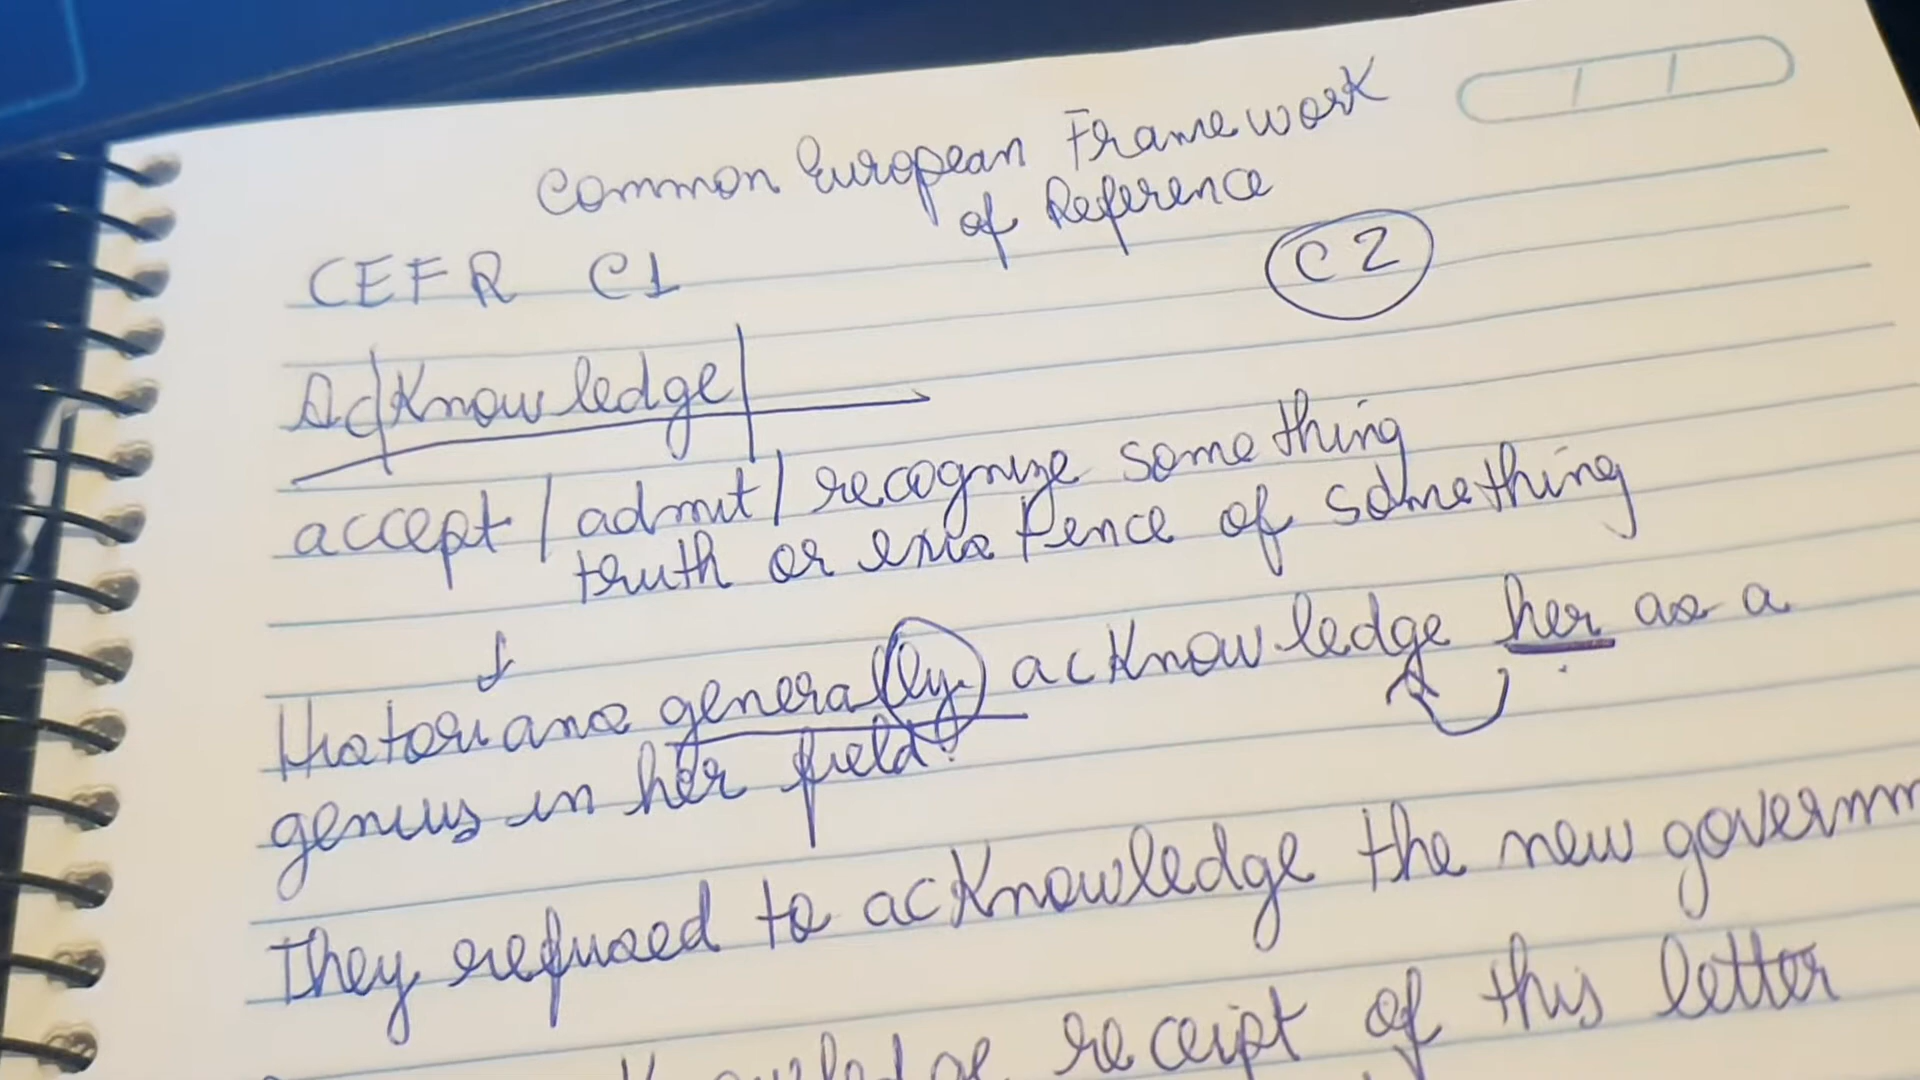 Common European Framework
of Reference
CEFR C1
C2
Acknowledge
accept / admit / recognize something
truth or existence of something
Historians generally acknowledge her as a
genius in her field.
They refused to acknowledge the new governm
receipt of this letter